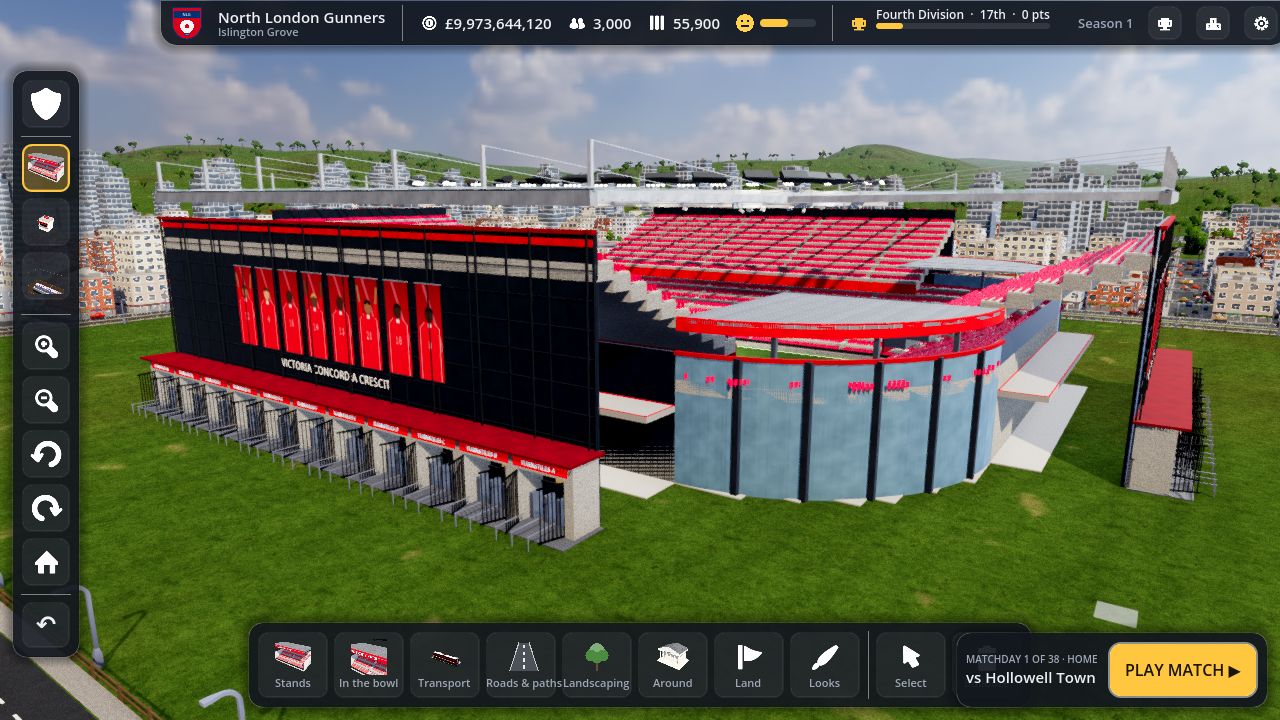 North London Gunners
Islington Grove
£9,973,644,120
3,000
55,900
Fourth Division · 17th · 0 pts
Season 1
VICTORIA CONCORDIA CRESCIT
Stands
In the bowl
Transport
Roads & paths
Landscaping
Around
Land
Looks
Select
MATCHDAY 1 OF 38 · HOME
vs Hollowell Town
PLAY MATCH ▶